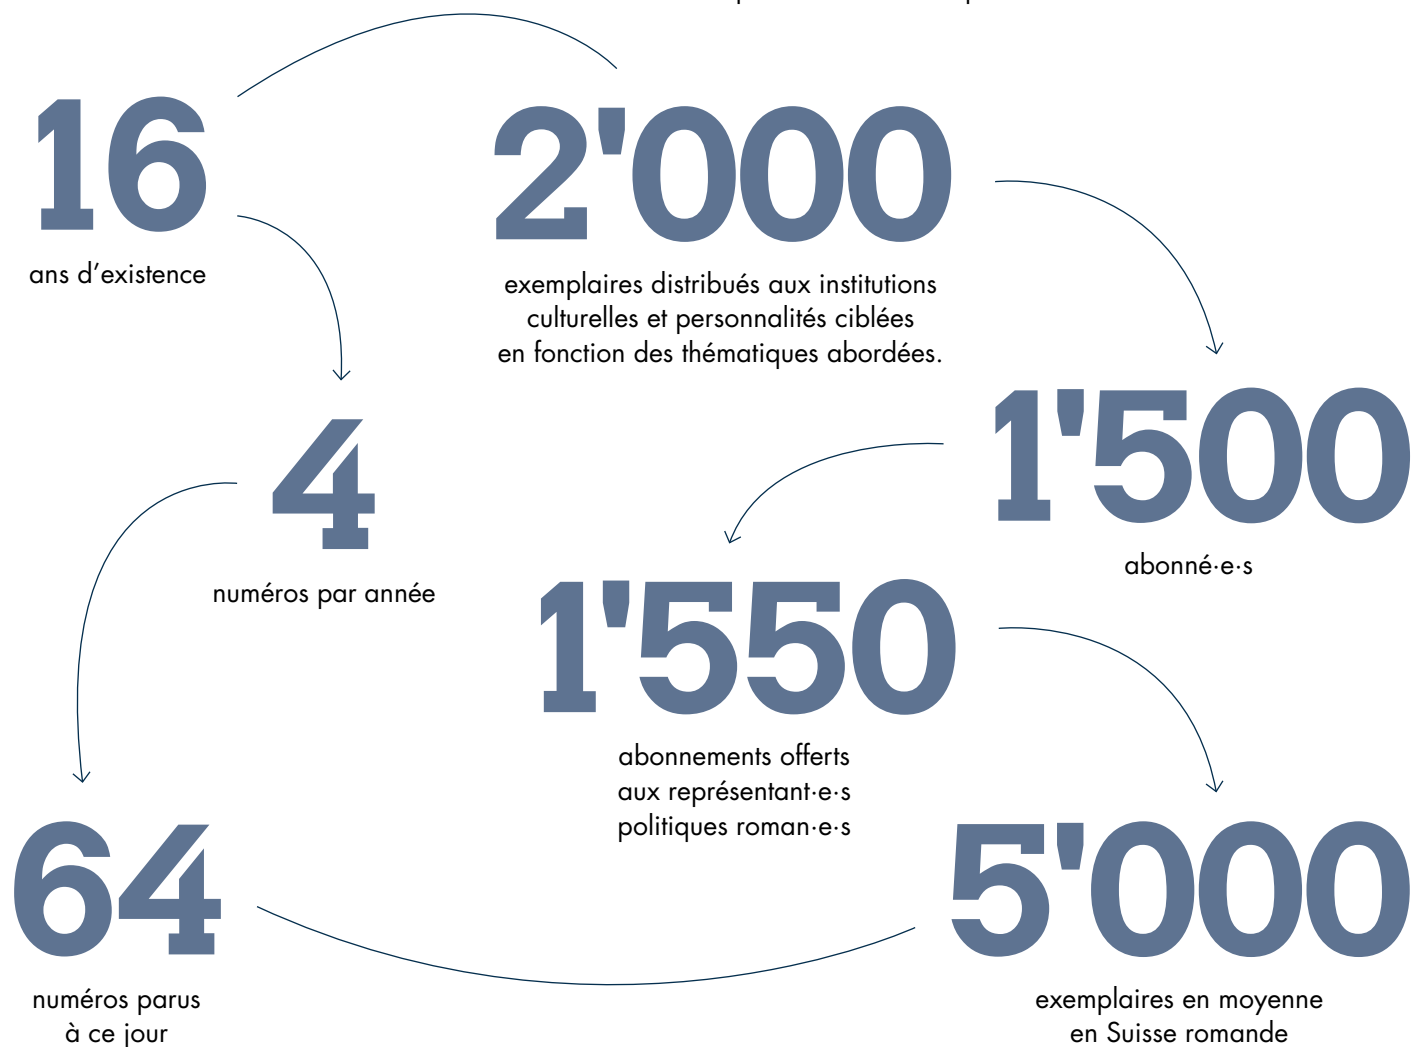 16
ans d’existence
2'000
exemplaires distribués aux institutions
culturelles et personnalités ciblées
en fonction des thématiques abordées.
4
numéros par année
1'500
abonné·e·s
1'550
abonnements offerts
aux représentant·e·s
politiques roman·e·s
64
numéros parus
à ce jour
5'000
exemplaires en moyenne
en Suisse romande